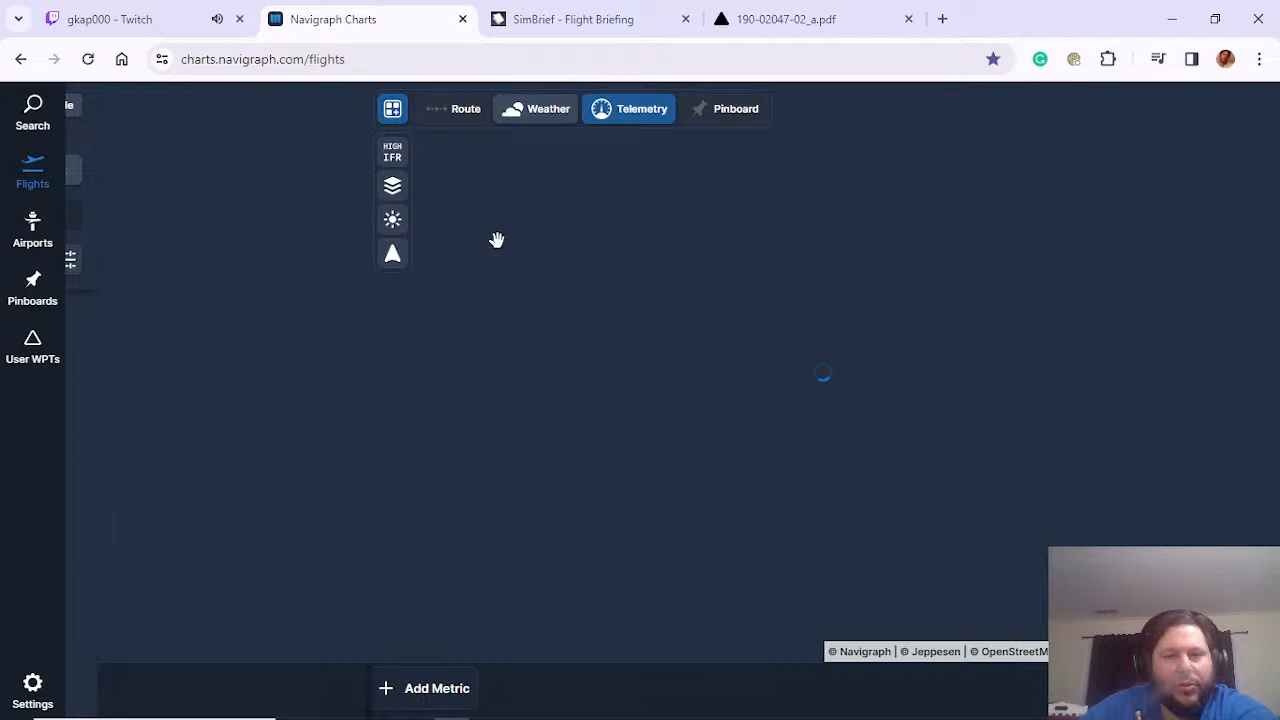 gkap000 - Twitch
Navigraph Charts
SimBrief - Flight Briefing
190-02047-02_a.pdf
charts.navigraph.com/flights
Search
Flights
Airports
Pinboards
User WPTs
Settings
le
Route
Weather
Telemetry
Pinboard
HIGH
IFR
© Navigraph | © Jeppesen | © OpenStreetM
Add Metric